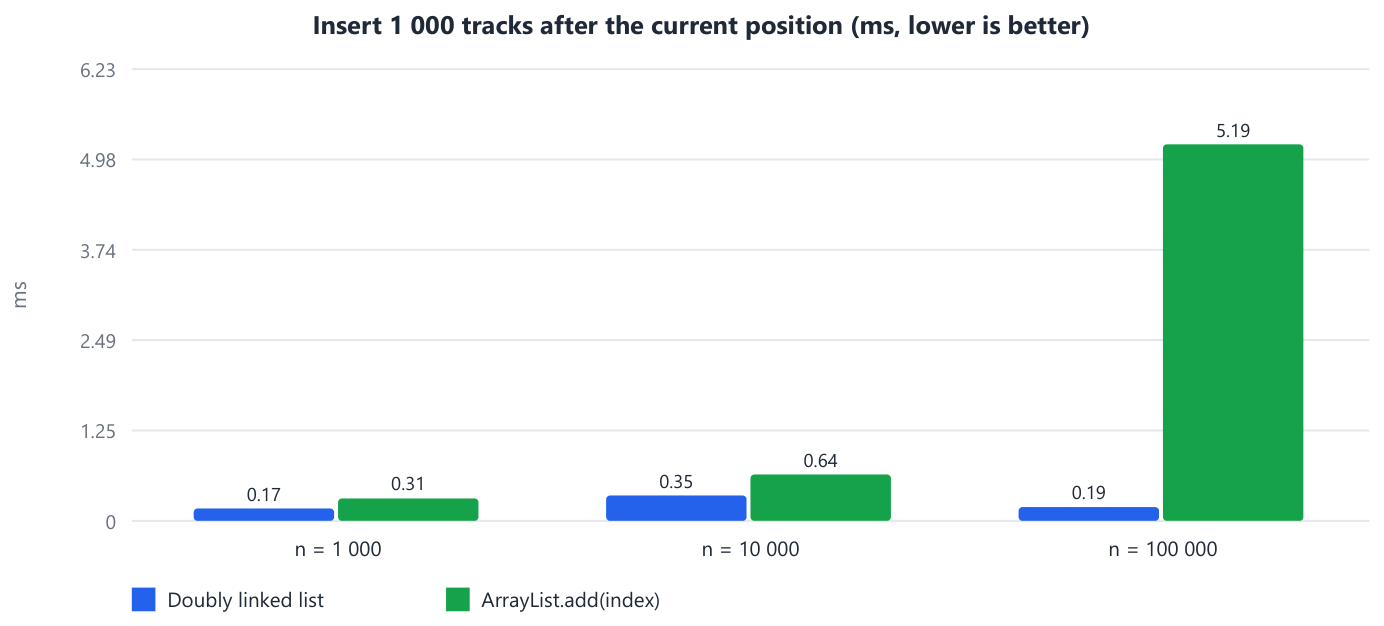 Insert 1 000 tracks after the current position (ms, lower is better)
6.23
5.19
4.98
3.74
ms
2.49
1.25
0.64
0.35
0.31
0.17
0.19
0
n = 1 000
n = 10 000
n = 100 000
Doubly linked list
ArrayList.add(index)